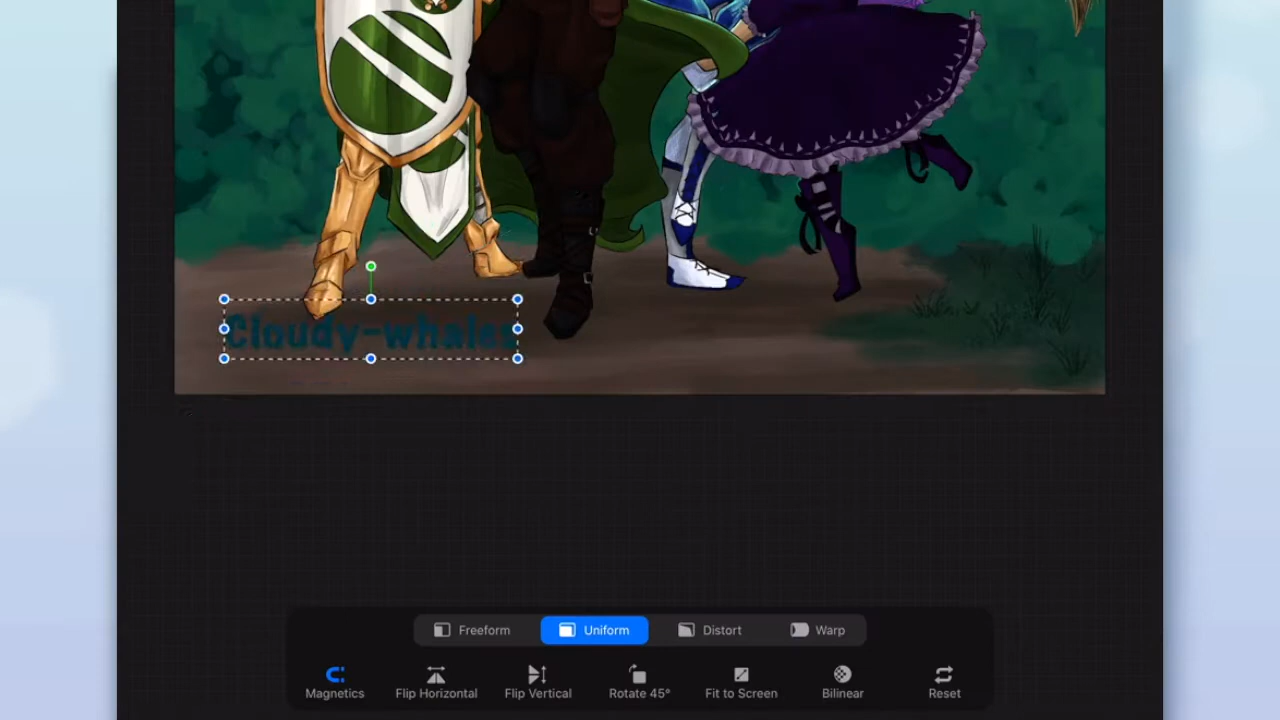 Cloudy-whales
Freeform
Uniform
Distort
Warp
Magnetics
Flip Horizontal
Flip Vertical
Rotate 45°
Fit to Screen
Bilinear
Reset